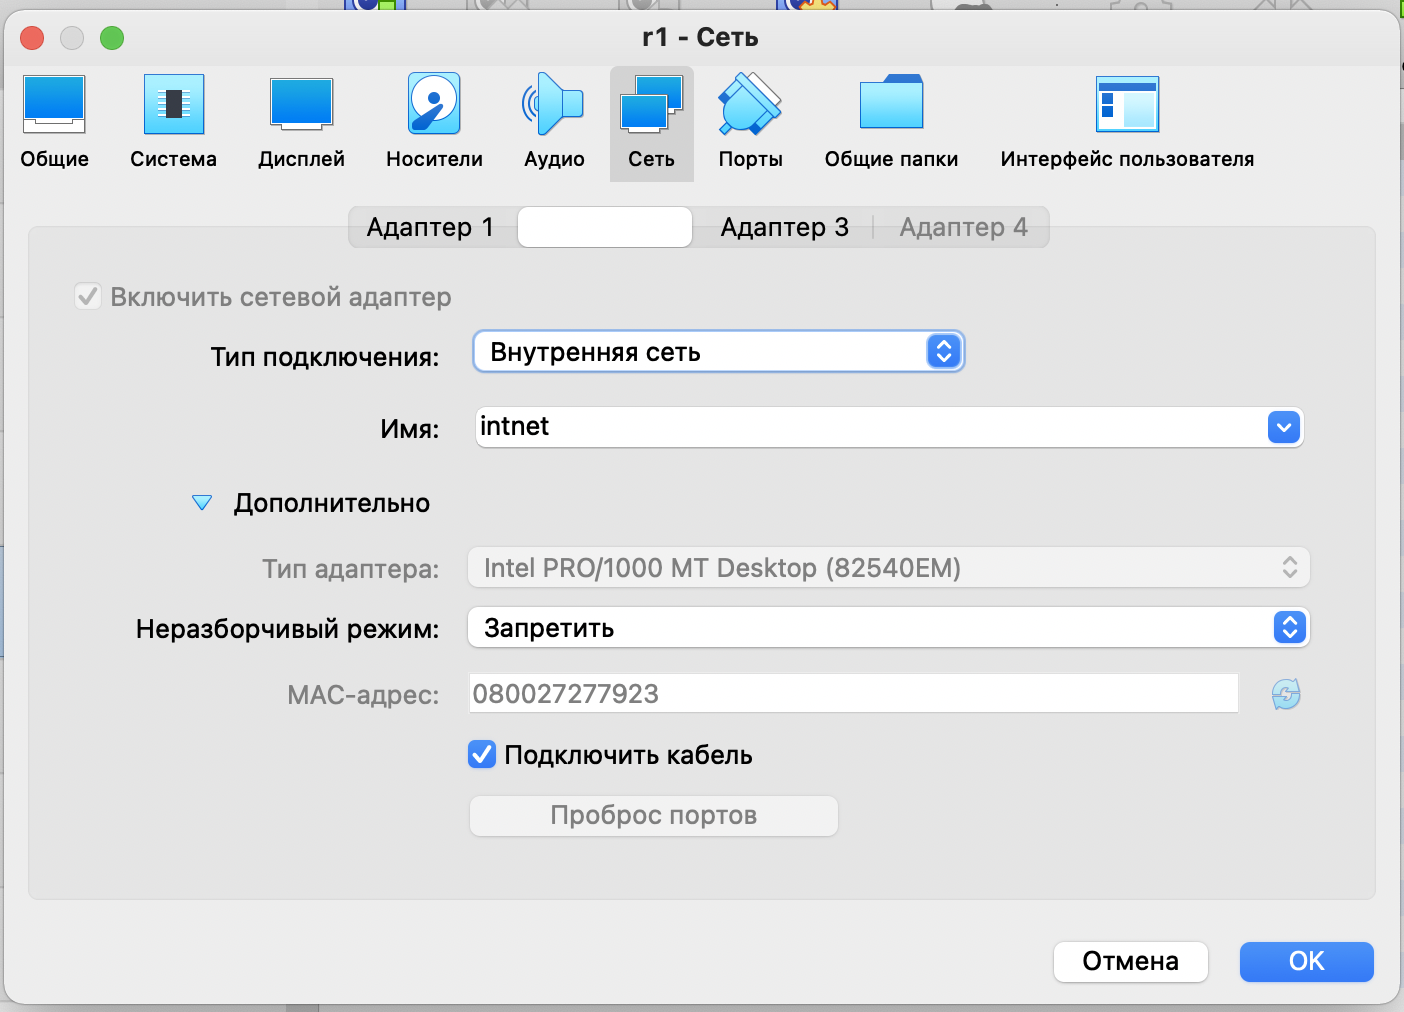 r1 - Сеть
Общие Система Дисплей Носители Аудио Сеть Порты Общие папки Интерфейс пользователя
Адаптер 1 Адаптер 3 Адаптер 4
Включить сетевой адаптер
Тип подключения: Внутренняя сеть
Имя: intnet
Дополнительно
Тип адаптера: Intel PRO/1000 MT Desktop (82540EM)
Неразборчивый режим: Запретить
MAC-адрес: 080027277923
Подключить кабель
Проброс портов
Отмена OK